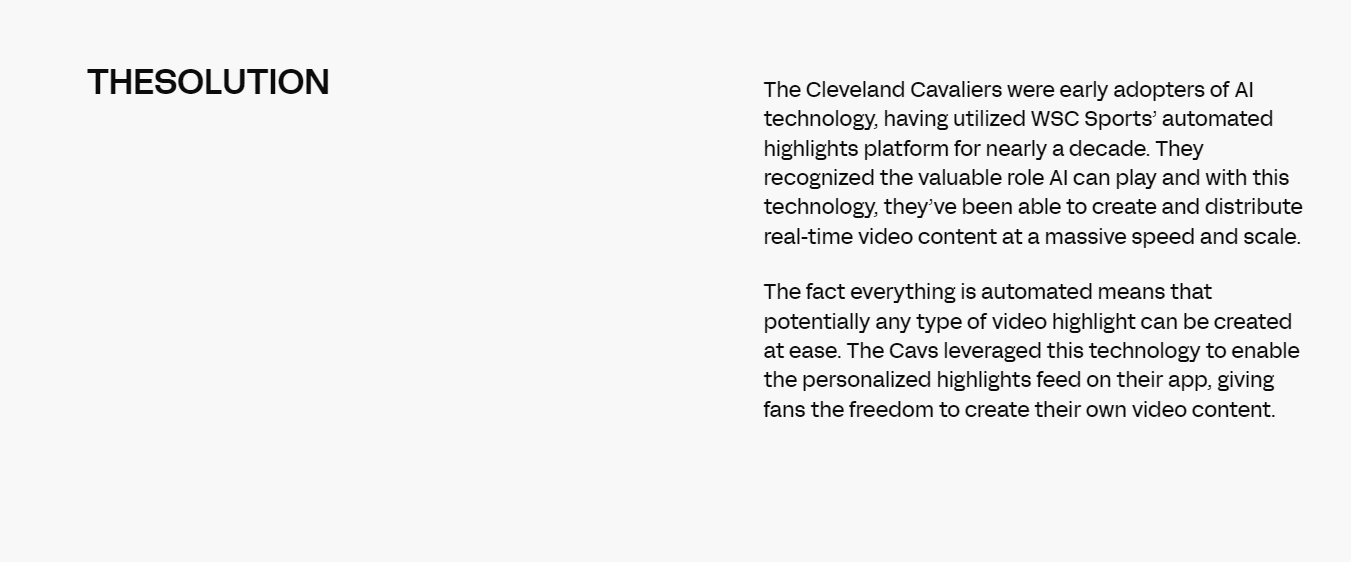 THESOLUTION
The Cleveland Cavaliers were early adopters of AI
technology, having utilized WSC Sports’ automated
highlights platform for nearly a decade. They
recognized the valuable role AI can play and with this
technology, they’ve been able to create and distribute
real-time video content at a massive speed and scale.
The fact everything is automated means that
potentially any type of video highlight can be created
at ease. The Cavs leveraged this technology to enable
the personalized highlights feed on their app, giving
fans the freedom to create their own video content.